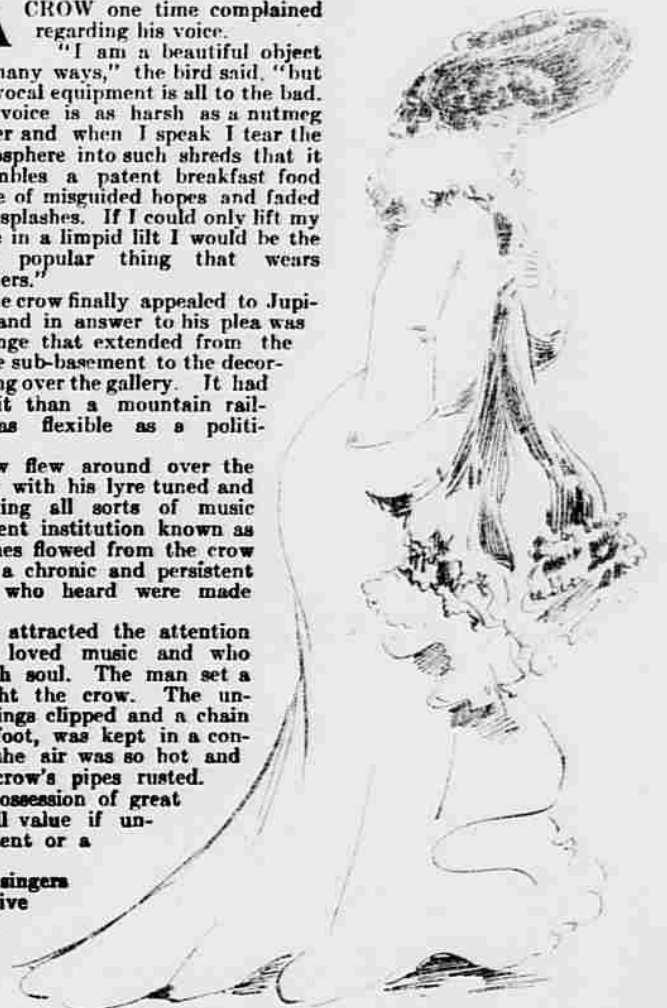 A CROW one time complained
regarding his voice.
"I am a beautiful object
many ways," the bird said, "but
vocal equipment is all to the bad.
voice is as harsh as a nutmeg
er and when I speak I tear the
osphere into such shreds that it
mbles a patent breakfast food
e of misguided hopes and faded
splashes. If I could only lift my
e in a limpid lilt I would be the
popular thing that wears
ers."
e crow finally appealed to Jupi-
and in answer to his plea was
nge that extended from the
e sub-basement to the decor-
ng over the gallery. It had
it than a mountain rail-
as flexible as a politi-
w flew around over the
with his lyre tuned and
ing all sorts of music
ent institution known as
nes flowed from the crow
a chronic and persistent
who heard were made
attracted the attention
loved music and who
h soul. The man set a
ht the crow. The un-
ings clipped and a chain
foot, was kept in a con-
the air was so hot and
crow's pipes rusted.
ossession of great
l value if un-
ent or a
singers
ive